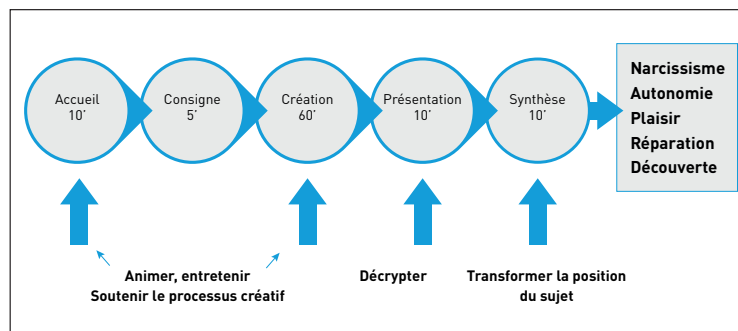 Accueil
10'
Consigne
5'
Création
60'
Présentation
10'
Synthèse
10'
Narcissisme
Autonomie
Plaisir
Réparation
Découverte
Animer, entretenir
Soutenir le processus créatif
Décrypter
Transformer la position
du sujet